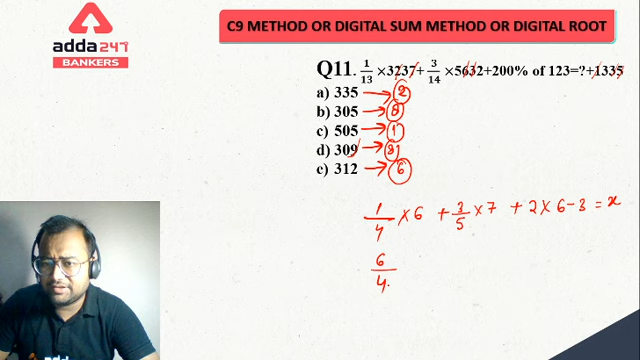 adda247
BANKERS
C9 METHOD OR DIGITAL SUM METHOD OR DIGITAL ROOT
Q11. 1/13 ×3237+ 3/14 ×5632+200% of 123=?+1335
a) 335 → 2
b) 305 → 8
c) 505 → 1
d) 309 → 3
e) 312 → 6
1/4 × 6 + 3/5 × 7 + 2 × 6 - 3 = x
6/4